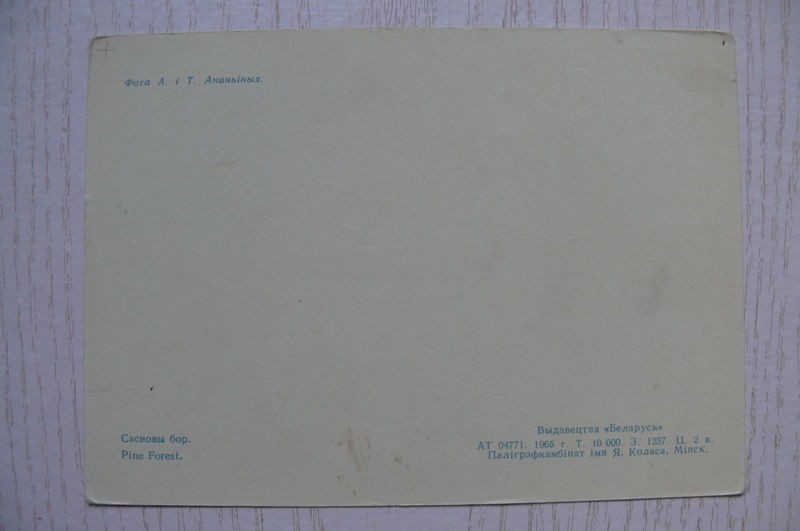 Фота А. і Т. Ананьіных.
Сасновы бор.
Pine Forest.
Выдавецтва «Беларусь»
АТ 04771. 1965 г. Т. 10 000. З. 1237. Ц. 2 к.
Паліграфкамбінат імя Я. Коласа, Мінск.